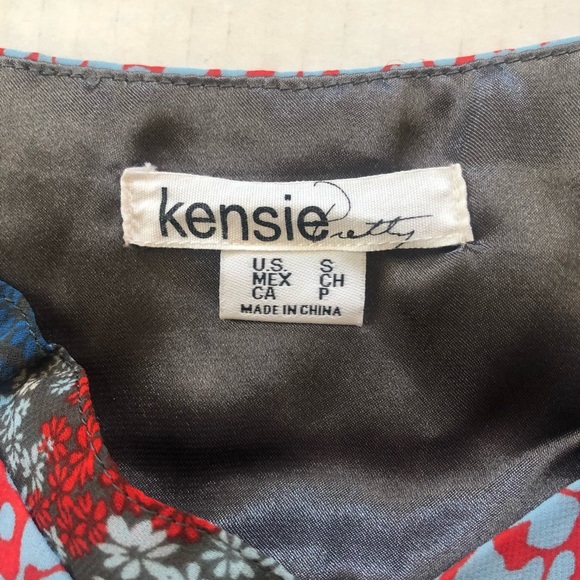 kensie Pretty
U.S. S
MEX CH
CA P
MADE IN CHINA